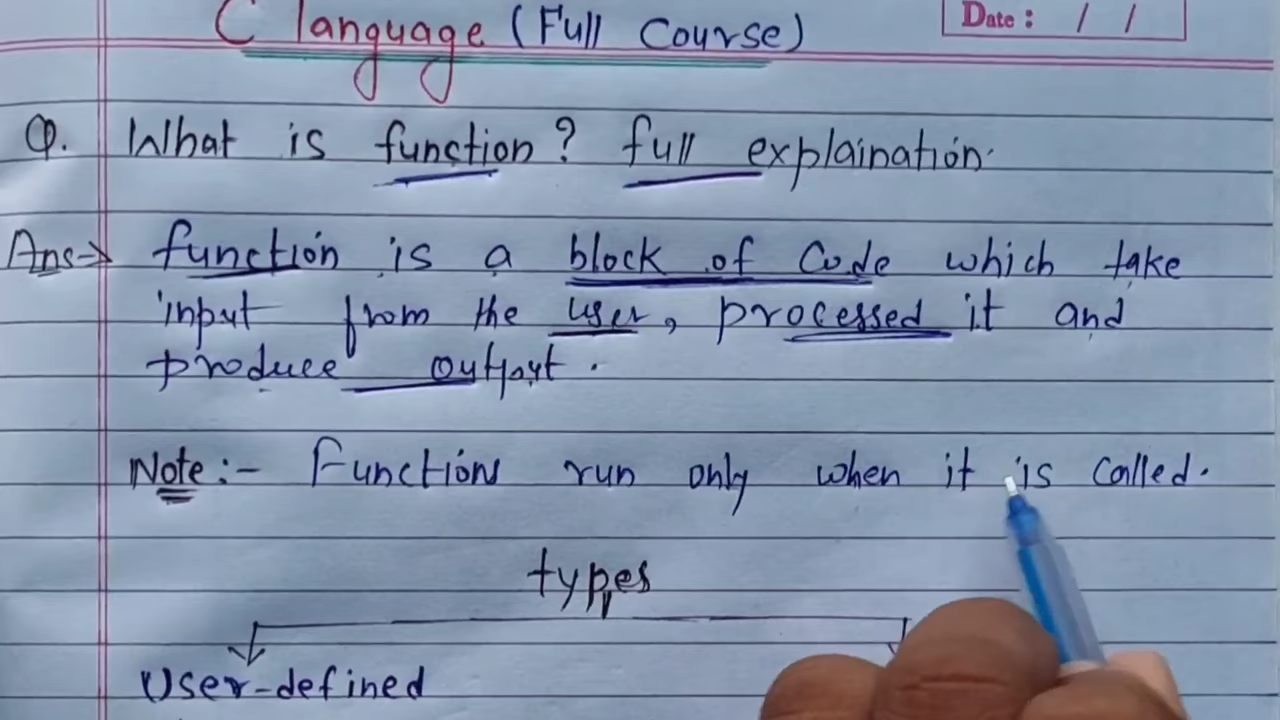 C language (Full Course)
Date : / /
Q. What is function? full explaination.
Ans→ function is a block of Code which take
input from the user, processed it and
produce output.
Note:- Functions run only when it is called.
types
User-defined